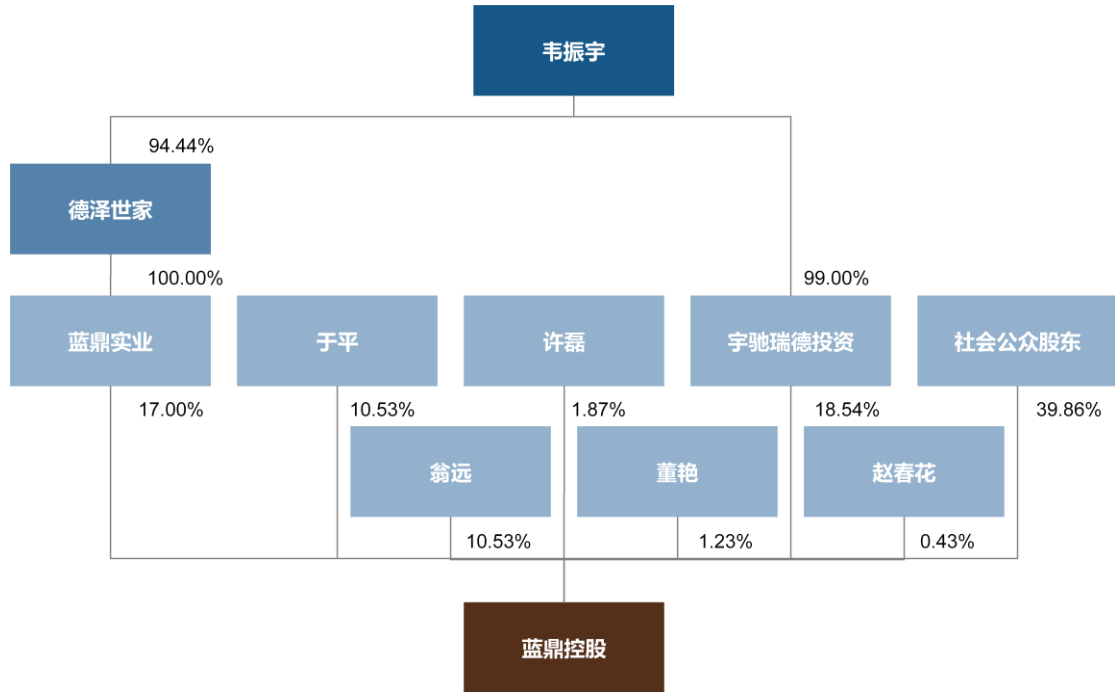 韦振宇
94.44%
德泽世家
100.00%
99.00%
蓝鼎实业
于平
许磊
宇驰瑞德投资
社会公众股东
17.00%
10.53%
1.87%
18.54%
39.86%
翁远
董艳
赵春花
10.53%
1.23%
0.43%
蓝鼎控股